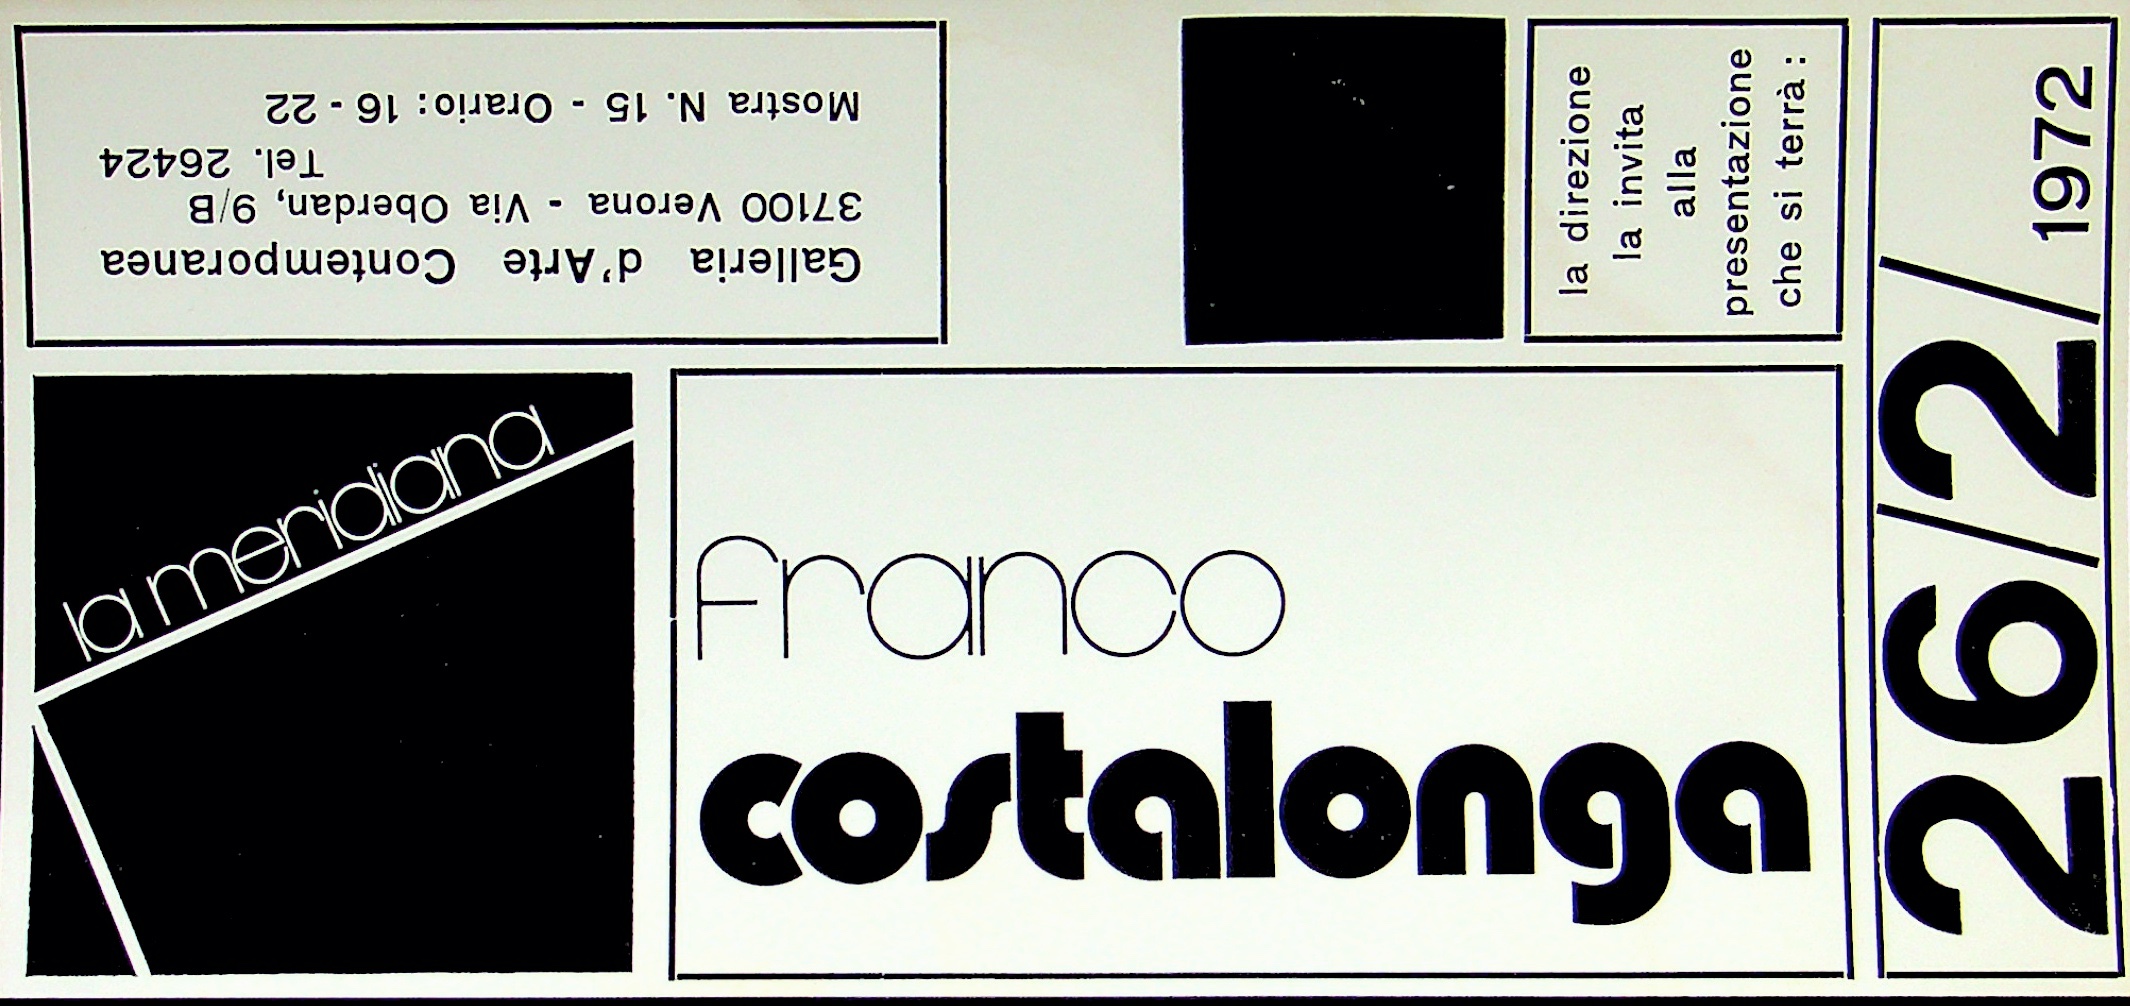 Galleria d'Arte Contemporanea
37100 Verona - Via Oberdan, 9/B
Tel. 26424
Mostra N. 15 - Orario: 16 - 22
la direzione
la invita
alla
presentazione
che si terrà:
26/2/1972
la meridiana
franco
costalonga